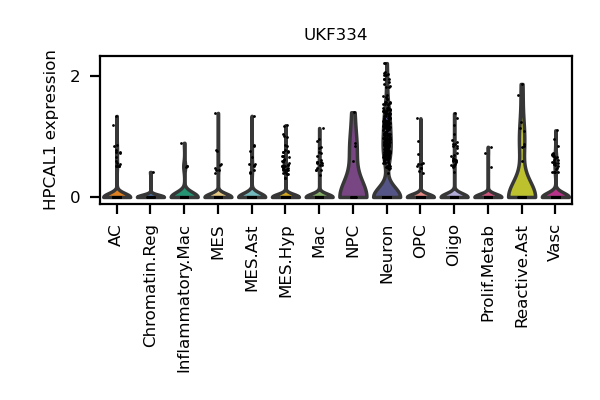 UKF334
HPCAL1 expression
2
0
AC
Chromatin.Reg
Inflammatory.Mac
MES
MES.Ast
MES.Hyp
Mac
NPC
Neuron
OPC
Oligo
Prolif.Metab
Reactive.Ast
Vasc